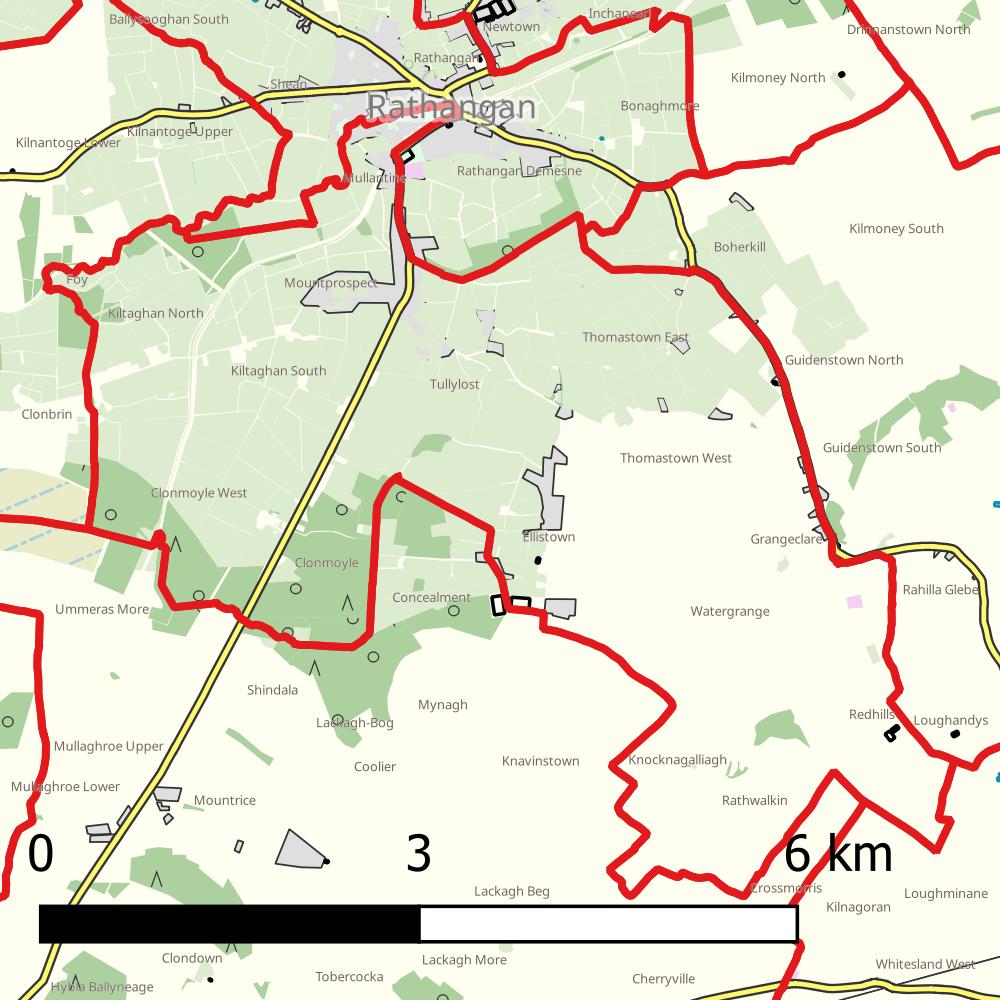 Ballysooghan South
Inchanearl
Newtown
Drinnanstown North
Rathangan
Kilmoney North
Shean
Rathangan
Bonaghmore
Kilnantoge Upper
Kilnantoge Lower
Rathangan Demesne
Mullantine
Kilmoney South
Boherkill
Foy
Mountprospect
Kiltaghan North
Thomastown East
Guidenstown North
Kiltaghan South
Tullylost
Clonbrin
Guidenstown South
Thomastown West
Clonmoyle West
Ellistown
Grangeclare
Clonmoyle
Rahilla Glebe
Concealment
Ummeras More
Watergrange
Shindala
Mynagh
Lackagh-Bog
Redhills
Loughandys
Mullaghroe Upper
Knavinstown
Knocknagalliagh
Coolier
Mullaghroe Lower
Mountrice
Rathwalkin
0 3 6 km
Lackagh Beg
Crossmorris
Loughminane
Kilnagoran
Clondown
Lackagh More
Whitesland West
Tobercocka
Cherryville
Hybla Ballyneage